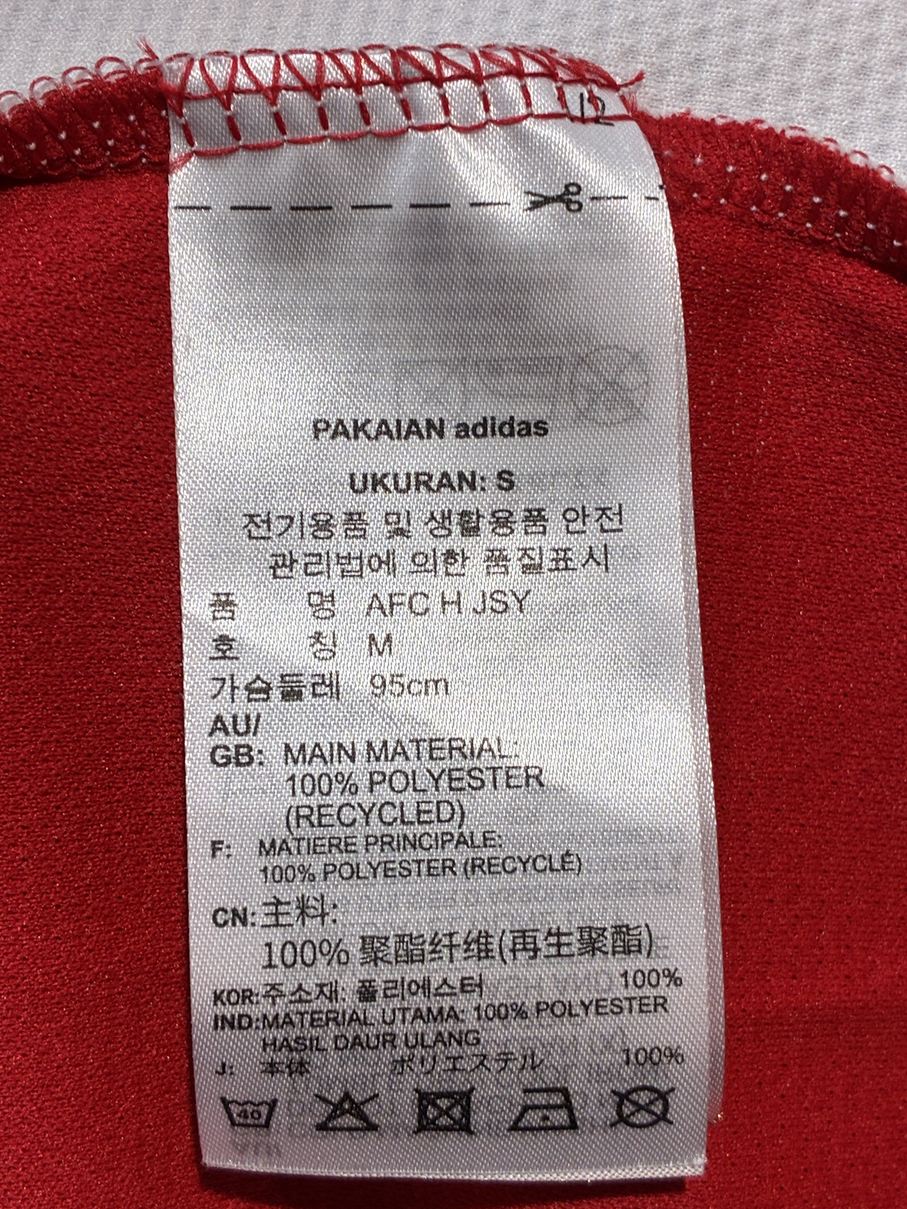 12
PAKAIAN adidas
UKURAN: S
전기용품 및 생활용품 안전
관리법에 의한 품질표시
품 명 AFC H JSY
호 칭 M
가슴둘레 95cm
AU/
GB: MAIN MATERIAL:
100% POLYESTER
(RECYCLED)
F: MATIERE PRINCIPALE:
100% POLYESTER (RECYCLÉ)
CN: 主料:
100% 聚酯纤维(再生聚酯)
KOR: 주소재: 폴리에스터 100%
IND: MATERIAL UTAMA: 100% POLYESTER
HASIL DAUR ULANG
J: 本体 ポリエステル 100%
40